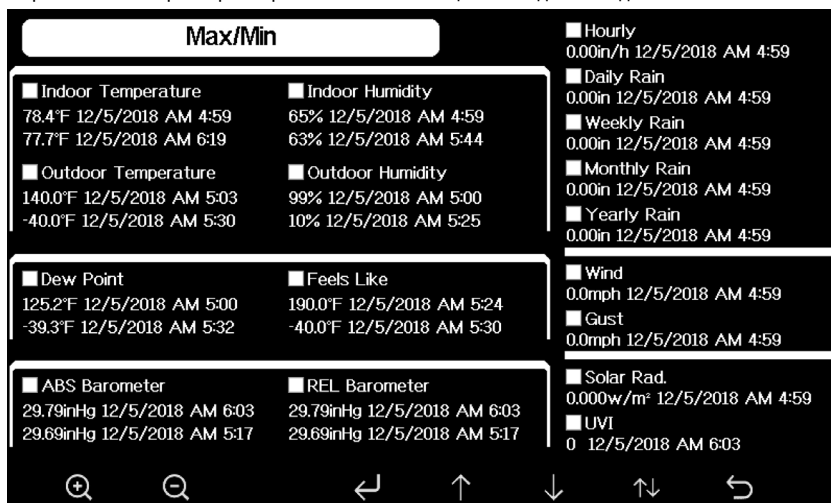 Max/Min
Indoor Temperature
78.4°F 12/5/2018 AM 4:59
77.7°F 12/5/2018 AM 6:19
Indoor Humidity
65% 12/5/2018 AM 4:59
63% 12/5/2018 AM 5:44
Outdoor Temperature
140.0°F 12/5/2018 AM 5:03
-40.0°F 12/5/2018 AM 5:30
Outdoor Humidity
99% 12/5/2018 AM 5:00
10% 12/5/2018 AM 5:25
Dew Point
125.2°F 12/5/2018 AM 5:00
-39.3°F 12/5/2018 AM 5:32
Feels Like
190.0°F 12/5/2018 AM 5:24
-40.0°F 12/5/2018 AM 5:30
ABS Barometer
29.79inHg 12/5/2018 AM 6:03
29.69inHg 12/5/2018 AM 5:17
REL Barometer
29.79inHg 12/5/2018 AM 6:03
29.69inHg 12/5/2018 AM 5:17
Hourly
0.00in/h 12/5/2018 AM 4:59
Daily Rain
0.00in 12/5/2018 AM 4:59
Weekly Rain
0.00in 12/5/2018 AM 4:59
Monthly Rain
0.00in 12/5/2018 AM 4:59
Yearly Rain
0.00in 12/5/2018 AM 4:59
Wind
0.0mph 12/5/2018 AM 4:59
Gust
0.0mph 12/5/2018 AM 4:59
Solar Rad.
0.000w/m² 12/5/2018 AM 4:59
UVI
0 12/5/2018 AM 6:03